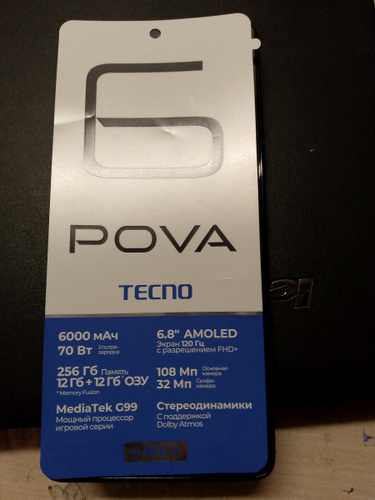 6
POVA
TECNO
6000 мАч
70 Вт Ультра-
зарядка
256 Гб Память
12 Гб + 12 Гб* ОЗУ
* Memory Fusion
MediaTek G99
Мощный процессор
игровой серии
6.8" AMOLED
Экран 120 Гц
с разрешением FHD+
108 Мп Основная
камера
32 Мп Селфи-
камера
Стереодинамики
С поддержкой
Dolby Atmos